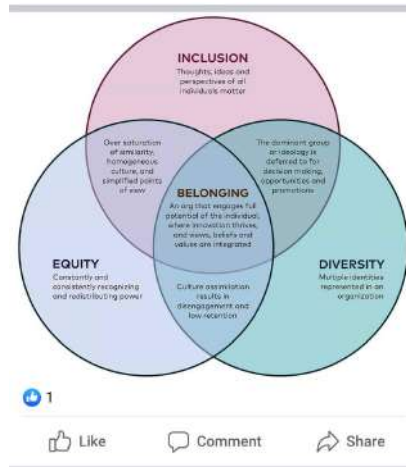 INCLUSION
Thoughts, ideas and
perspectives of all
individuals matter
Over saturation
of similarity,
homogeneous
culture, and
simplified points
of view
The dominant group
or ideology is
deferred to for
decision making,
opportunities and
promotions
BELONGING
An org that engages full
potential of the individual,
where innovation thrives,
and views, beliefs and
values are integrated
EQUITY
Constantly and
consistently recognizing
and redistributing power
DIVERSITY
Multiple identities
represented in an
organization
Culture assimilation
results in
disengagement and
low retention
1
Like
Comment
Share